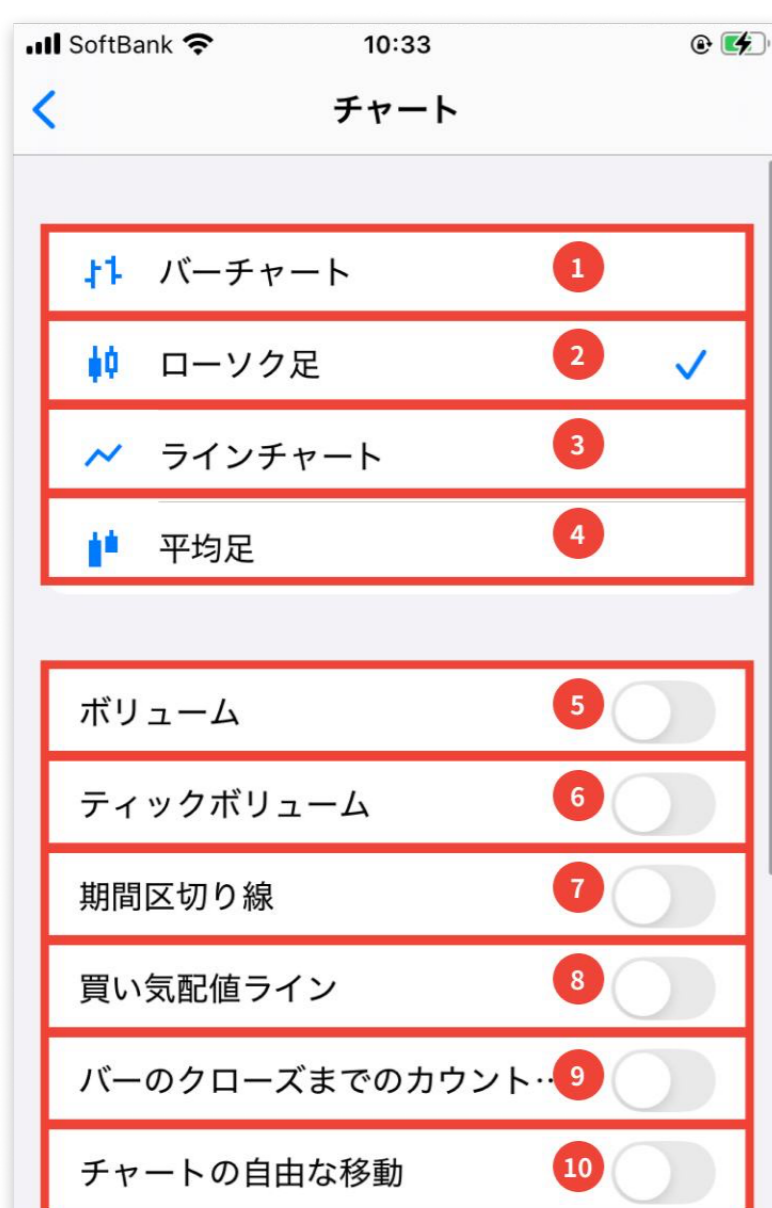 SoftBank 10:33
チャート
バーチャート 1
ローソク足 2
ラインチャート 3
平均足 4
ボリューム 5
ティックボリューム 6
期間区切り線 7
買い気配値ライン 8
バーのクローズまでのカウント… 9
チャートの自由な移動 10